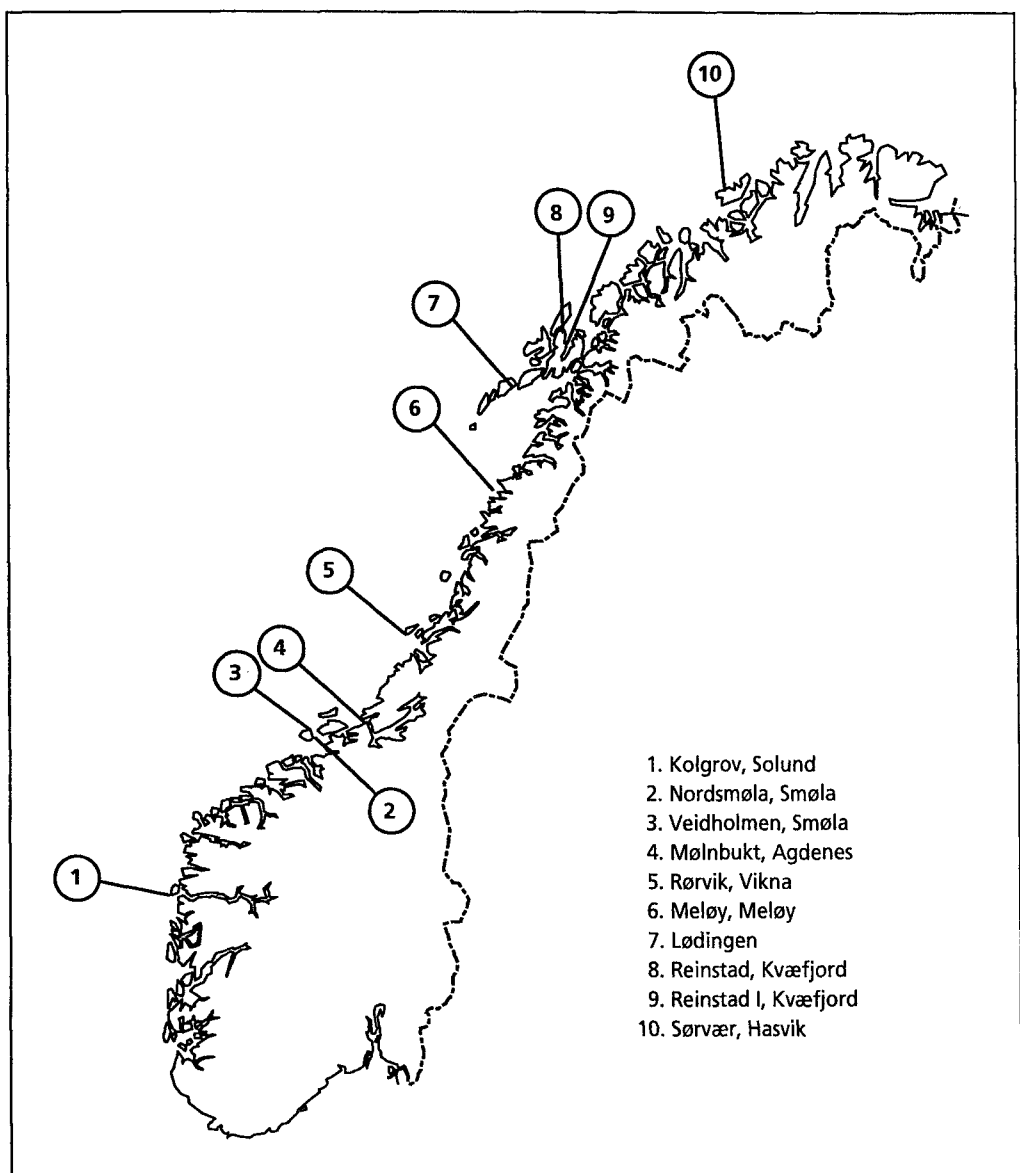 10
8
9
7
6
5
4
3
2
1
1. Kolgrov, Solund
2. Nordsmøla, Smøla
3. Veidholmen, Smøla
4. Mølnbukt, Agdenes
5. Rørvik, Vikna
6. Meløy, Meløy
7. Lødingen
8. Reinstad, Kvæfjord
9. Reinstad I, Kvæfjord
10. Sørvær, Hasvik